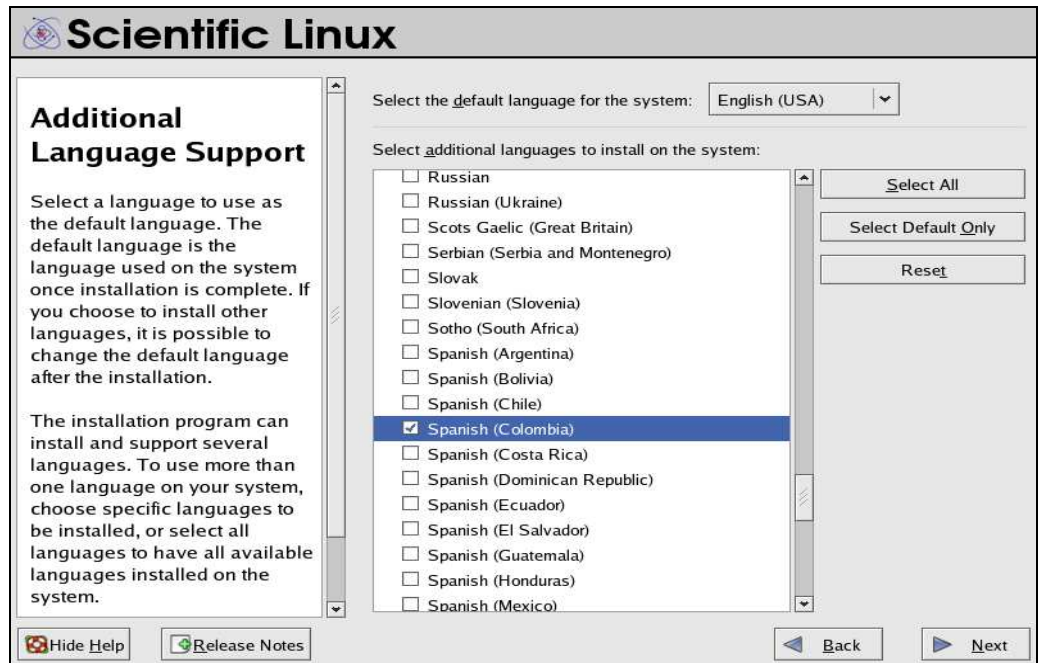 Scientific Linux
Additional
Language Support
Select a language to use as
the default language. The
default language is the
language used on the system
once installation is complete. If
you choose to install other
languages, it is possible to
change the default language
after the installation.
The installation program can
install and support several
languages. To use more than
one language on your system,
choose specific languages to
be installed, or select all
languages to have all available
languages installed on the
system.
Select the default language for the system: English (USA)
Select additional languages to install on the system:
Russian
Russian (Ukraine)
Scots Gaelic (Great Britain)
Serbian (Serbia and Montenegro)
Slovak
Slovenian (Slovenia)
Sotho (South Africa)
Spanish (Argentina)
Spanish (Bolivia)
Spanish (Chile)
Spanish (Colombia)
Spanish (Costa Rica)
Spanish (Dominican Republic)
Spanish (Ecuador)
Spanish (El Salvador)
Spanish (Guatemala)
Spanish (Honduras)
Spanish (Mexico)
Select All
Select Default Only
Reset
Hide Help
Release Notes
Back
Next